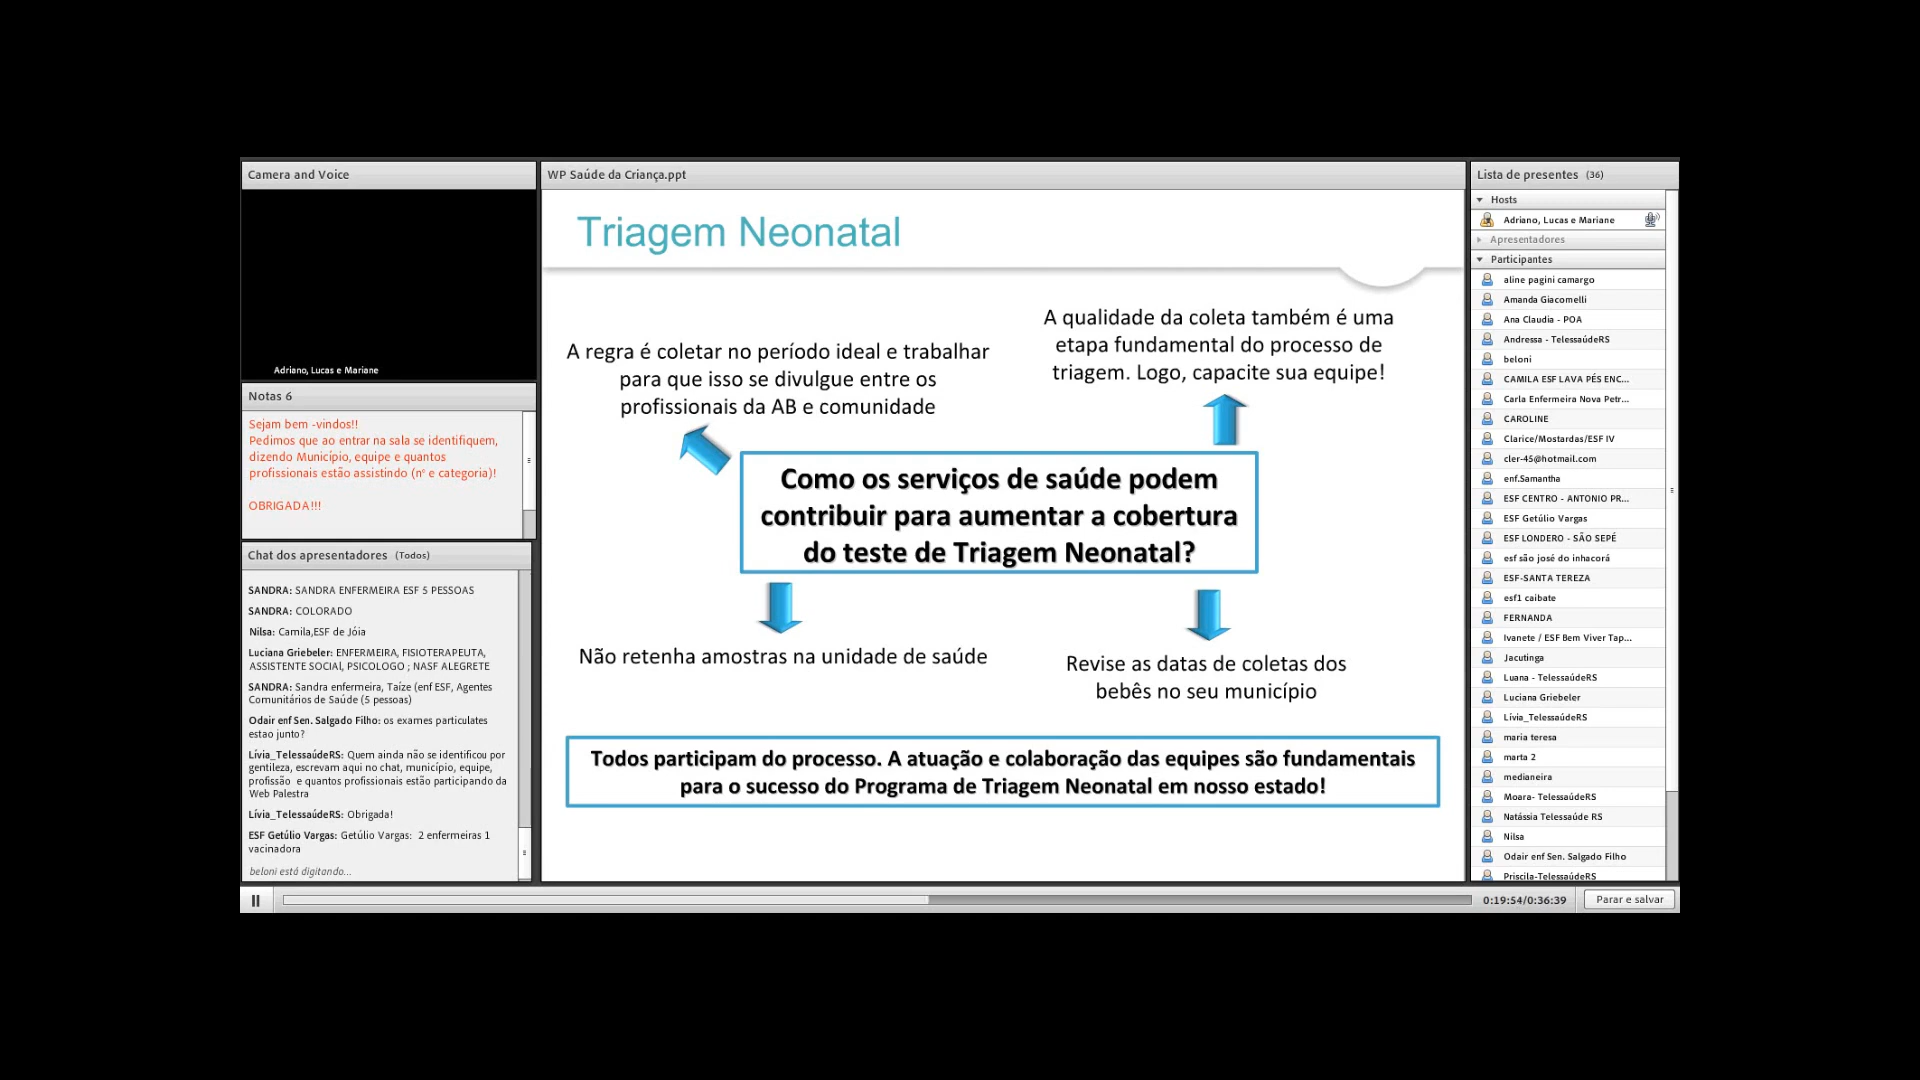 Camera and Voice
Adriano, Lucas e Mariane
Notas 6
Sejam bem -vindos!!
Pedimos que ao entrar na sala se identifiquem,
dizendo Município, equipe e quantos
profissionais estão assistindo (nº e categoria)!
OBRIGADA!!!
Chat dos apresentadores (Todos)
SANDRA: SANDRA ENFERMEIRA ESF 5 PESSOAS
SANDRA: COLORADO
Nilsa: Camila,ESF de Jóia
Luciana Griebeler: ENFERMEIRA, FISIOTERAPEUTA,
ASSISTENTE SOCIAL, PSICOLOGO ; NASF ALEGRETE
SANDRA: Sandra enfermeira, Taíze (enf ESF, Agentes
Comunitários de Saúde (5 pessoas)
Odair enf Sen. Salgado Filho: os exames particulates
estao junto?
Lívia_TelessaúdeRS: Quem ainda não se identificou por
gentileza, escrevam aqui no chat, município, equipe,
profissão e quantos profissionais estão participando da
Web Palestra
Lívia_TelessaúdeRS: Obrigada!
ESF Getúlio Vargas: Getúlio Vargas: 2 enfermeiras 1
vacinadora
beloni está digitando...
WP Saúde da Criança.ppt
Triagem Neonatal
A regra é coletar no período ideal e trabalhar
para que isso se divulgue entre os
profissionais da AB e comunidade
A qualidade da coleta também é uma
etapa fundamental do processo de
triagem. Logo, capacite sua equipe!
Como os serviços de saúde podem
contribuir para aumentar a cobertura
do teste de Triagem Neonatal?
Não retenha amostras na unidade de saúde
Revise as datas de coletas dos
bebês no seu município
Todos participam do processo. A atuação e colaboração das equipes são fundamentais
para o sucesso do Programa de Triagem Neonatal em nosso estado!
Lista de presentes (36)
Hosts
Adriano, Lucas e Mariane
Apresentadores
Participantes
aline pagini camargo
Amanda Giacomelli
Ana Claudia - POA
Andressa - TelessaúdeRS
beloni
CAMILA ESF LAVA PÉS ENC...
Carla Enfermeira Nova Petr...
CAROLINE
Clarice/Mostardas/ESF IV
cler-45@hotmail.com
enf.Samantha
ESF CENTRO - ANTONIO PR...
ESF Getúlio Vargas
ESF LONDERO - SÃO SEPÉ
esf são josé do inhacorá
ESF-SANTA TEREZA
esf1 caibate
FERNANDA
Ivanete / ESF Bem Viver Tap...
Jacutinga
Luana - TelessaúdeRS
Luciana Griebeler
Lívia_TelessaúdeRS
maria teresa
marta 2
medianeira
Moara- TelessaúdeRS
Natássia Telessaúde RS
Nilsa
Odair enf Sen. Salgado Filho
Priscila-TelessaúdeRS
0:19:54/0:36:39
Parar e salvar